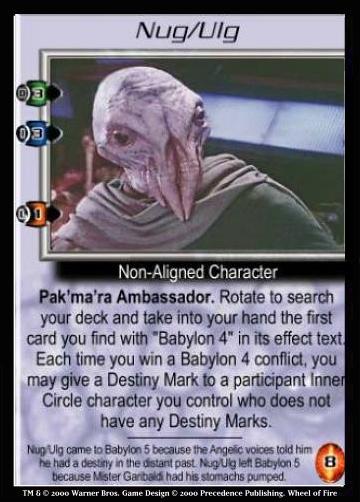 Nug/Ulg
3
3
1
Non-Aligned Character
Pak'ma'ra Ambassador. Rotate to search
your deck and take into your hand the first
card you find with "Babylon 4" in its effect text.
Each time you win a Babylon 4 conflict, you
may give a Destiny Mark to a participant Inner
Circle character you control who does not
have any Destiny Marks.
Nug/Ulg came to Babylon 5 because the Angelic voices told him
he had a destiny in the distant past. Nug/Ulg left Babylon 5
because Mister Garibaldi had his stomachs pumped.
8
TM & © 2000 Warner Bros. Game Design © 2000 Precedence Publishing. Wheel of Fire